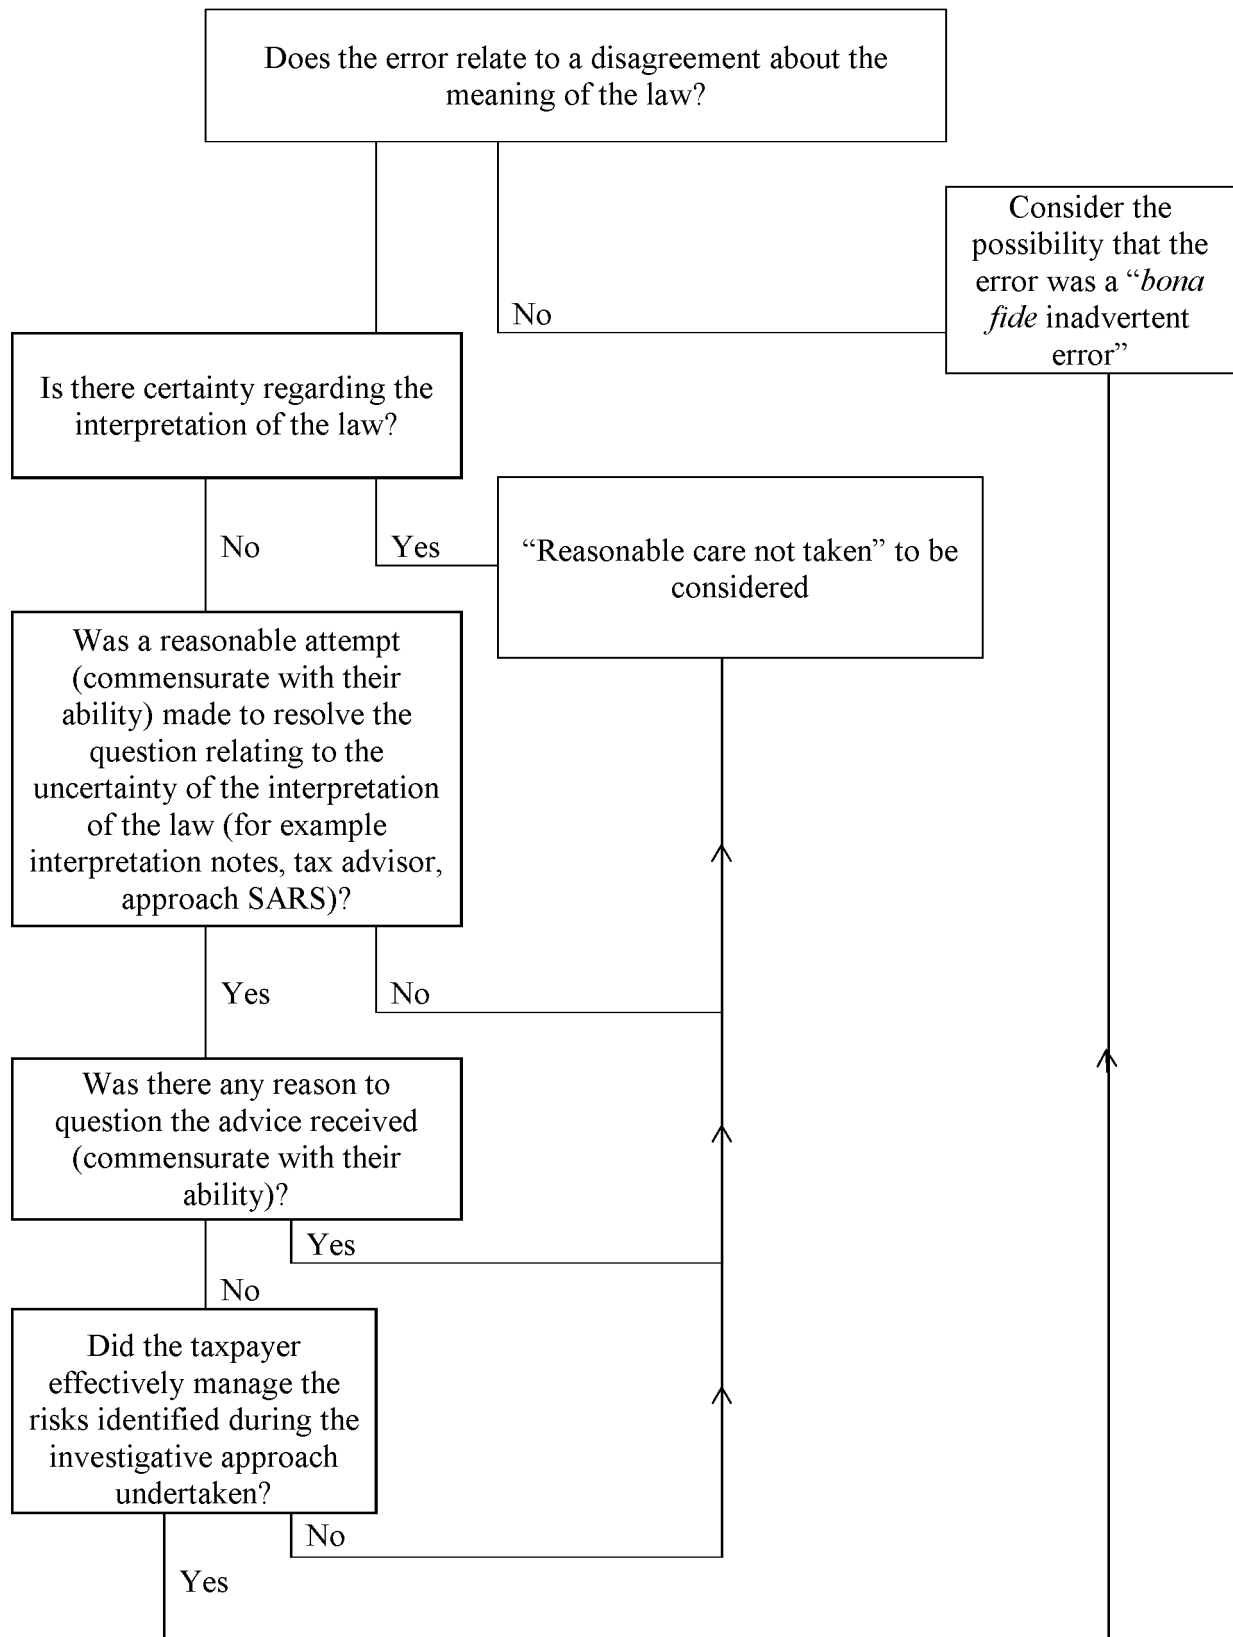 Does the error relate to a disagreement about the
meaning of the law?
Consider the
possibility that the
error was a “bona
fide inadvertent
error”
No
Is there certainty regarding the
interpretation of the law?
No
Yes
“Reasonable care not taken” to be
considered
Was a reasonable attempt
(commensurate with their
ability) made to resolve the
question relating to the
uncertainty of the interpretation
of the law (for example
interpretation notes, tax advisor,
approach SARS)?
Yes
No
Was there any reason to
question the advice received
(commensurate with their
ability)?
Yes
No
Did the taxpayer
effectively manage the
risks identified during the
investigative approach
undertaken?
No
Yes